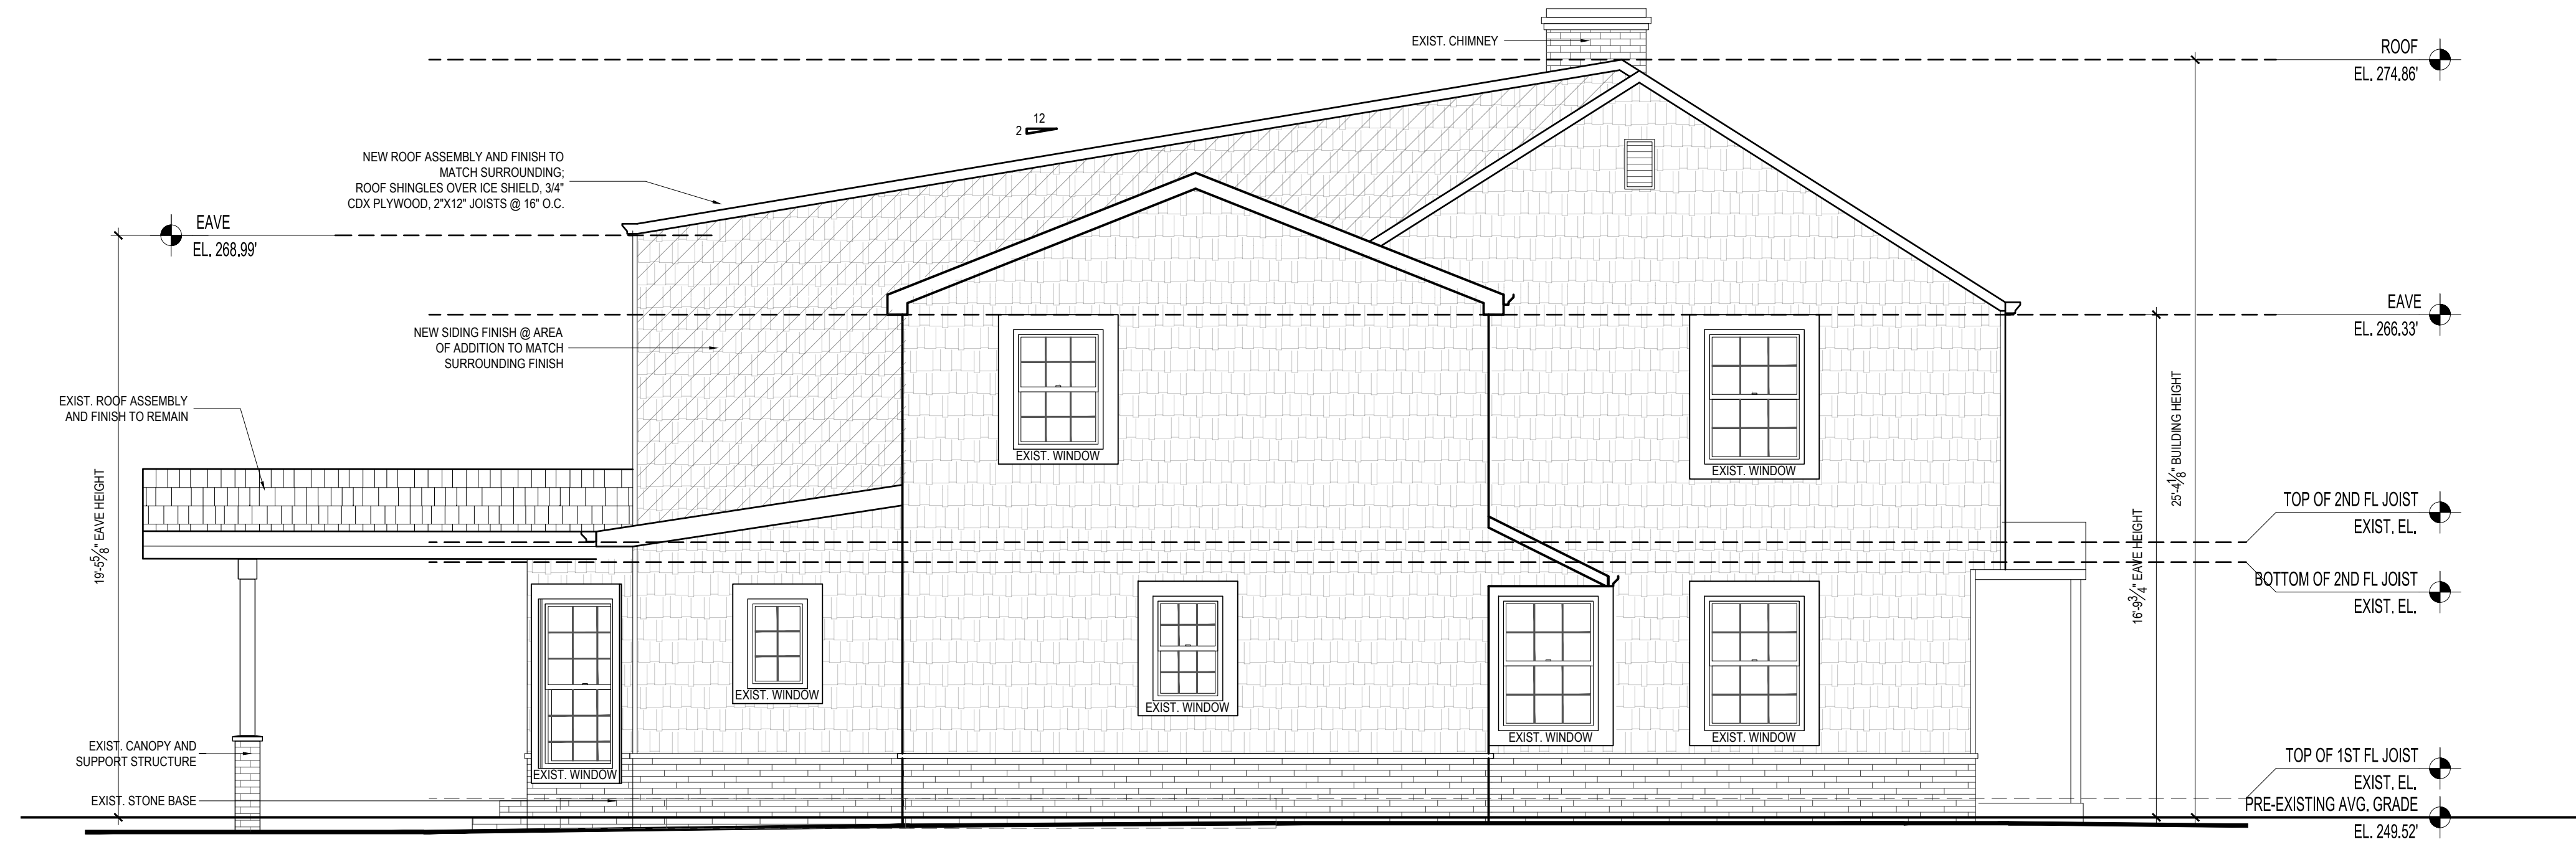 EXIST. CHIMNEY
ROOF
EL. 274.86'
12
2
NEW ROOF ASSEMBLY AND FINISH TO
MATCH SURROUNDING;
ROOF SHINGLES OVER ICE SHIELD, 3/4"
CDX PLYWOOD, 2"X12" JOISTS @ 16" O.C.
EAVE
EL. 268.99'
EAVE
EL. 266.33'
NEW SIDING FINISH @ AREA
OF ADDITION TO MATCH
SURROUNDING FINISH
EXIST. ROOF ASSEMBLY
AND FINISH TO REMAIN
EXIST. WINDOW
EXIST. WINDOW
19'-5 5/8" EAVE HEIGHT
25'-4 1/8" BUILDING HEIGHT
16'-9 3/4" EAVE HEIGHT
TOP OF 2ND FL JOIST
EXIST. EL.
BOTTOM OF 2ND FL JOIST
EXIST. EL.
EXIST. WINDOW
EXIST. WINDOW
EXIST. WINDOW
EXIST. WINDOW
EXIST. WINDOW
EXIST. CANOPY AND
SUPPORT STRUCTURE
EXIST. STONE BASE
TOP OF 1ST FL JOIST
EXIST. EL.
PRE-EXISTING AVG. GRADE
EL. 249.52'